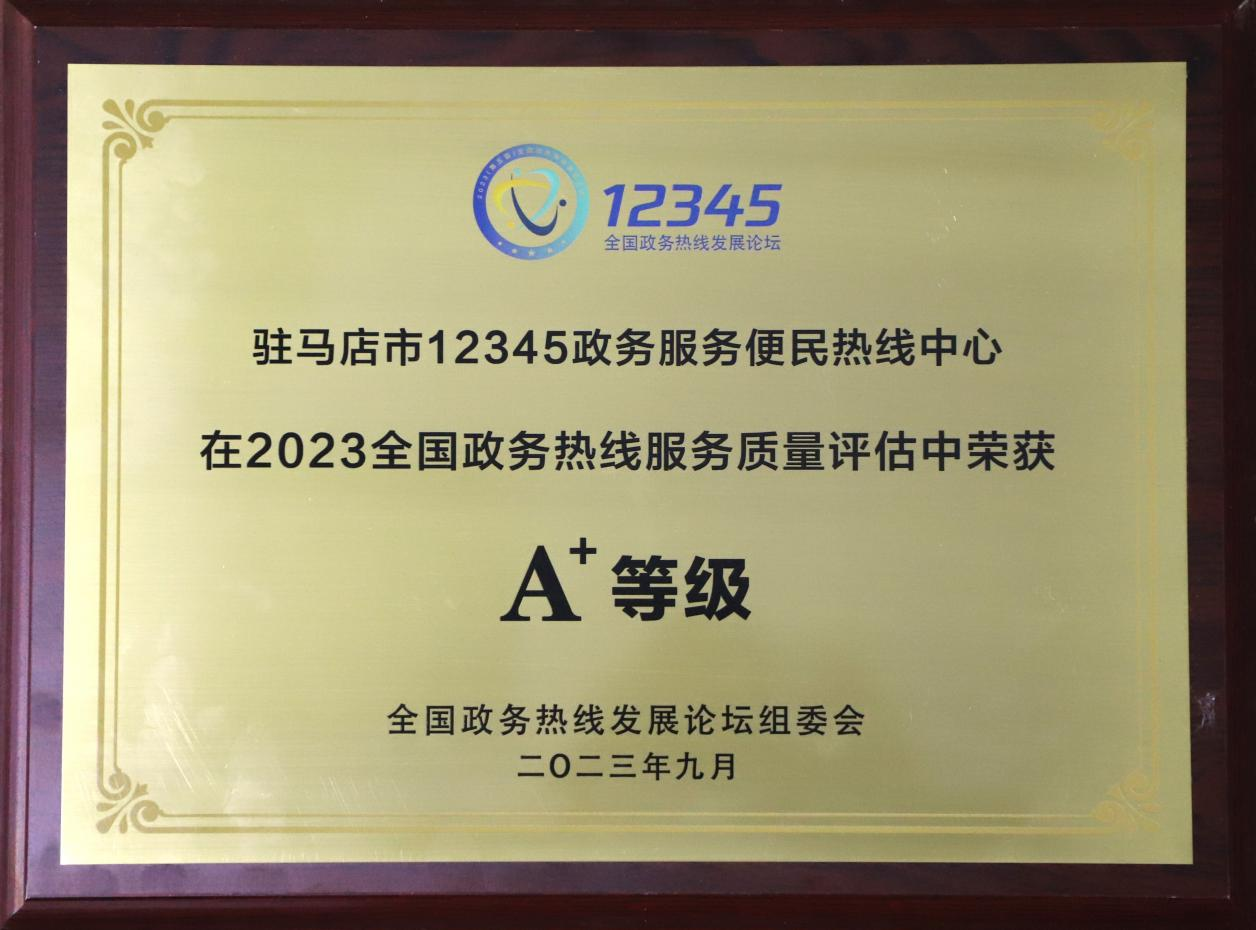 12345
全国政务热线发展论坛
驻马店市12345政务服务便民热线中心
在2023全国政务热线服务质量评估中荣获
A+等级
全国政务热线发展论坛组委会
二〇二三年九月